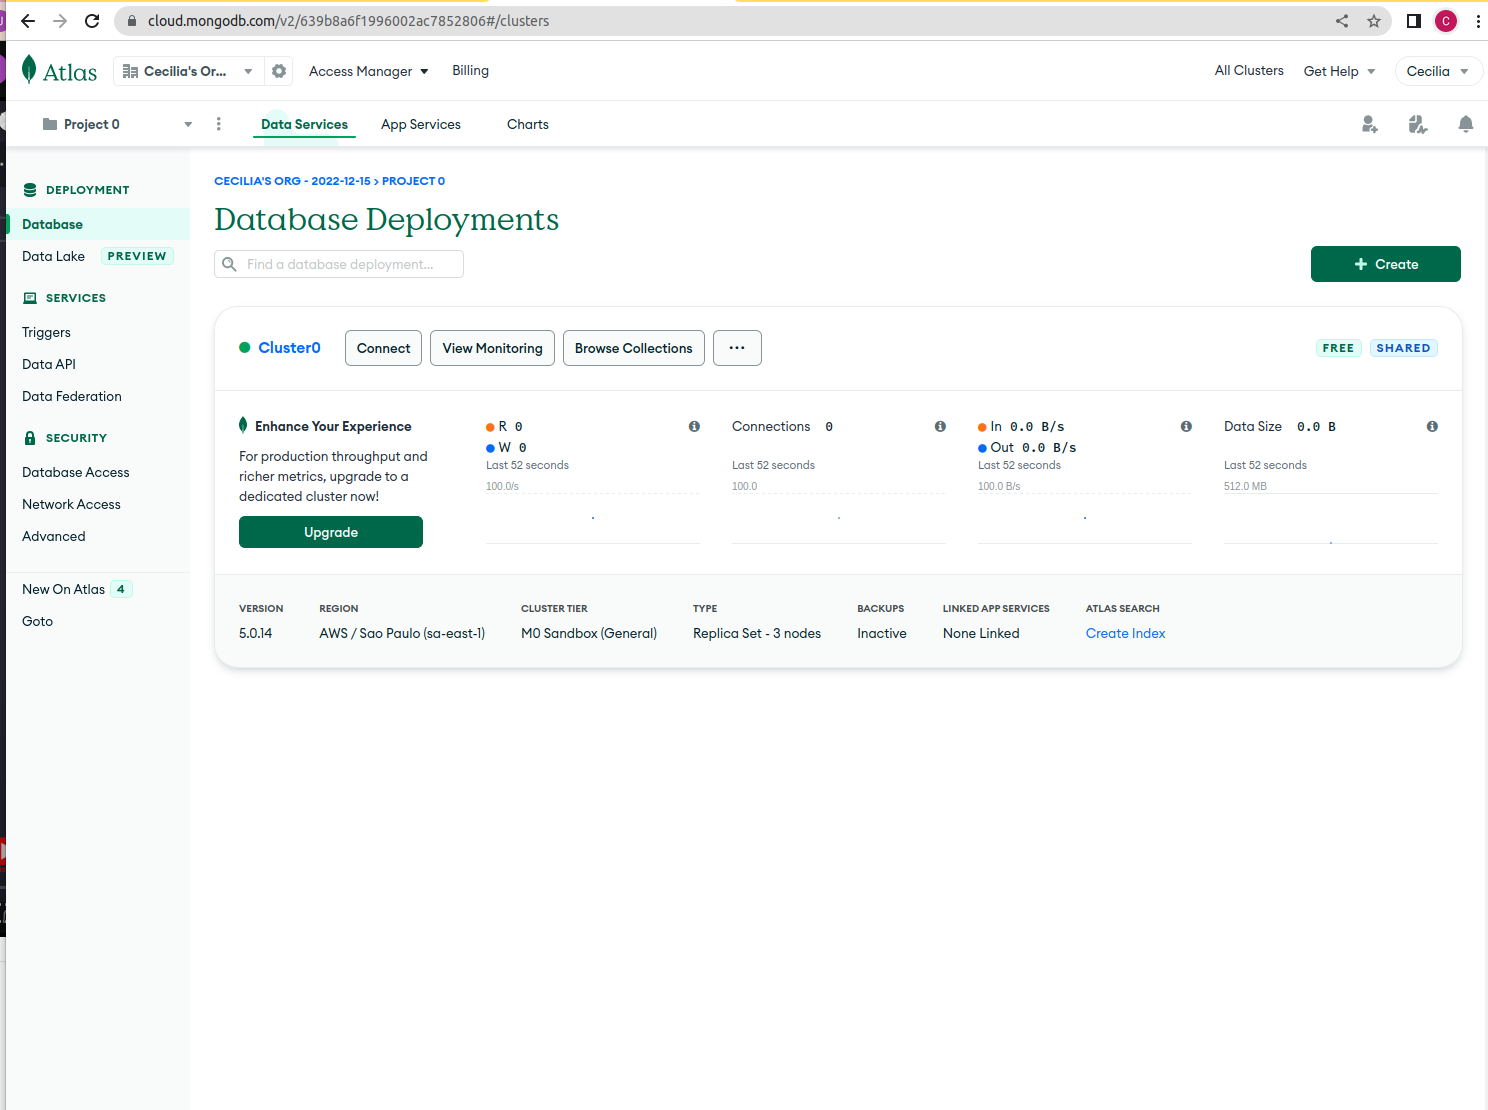 cloud.mongodb.com/v2/639b8a6f1996002ac7852806#/clusters
C
Atlas
Cecilia's Or...
Access Manager
Billing
All Clusters
Get Help
Cecilia
Project 0
Data Services
App Services
Charts
DEPLOYMENT
Database
Data Lake PREVIEW
SERVICES
Triggers
Data API
Data Federation
SECURITY
Database Access
Network Access
Advanced
New On Atlas 4
Goto
CECILIA'S ORG - 2022-12-15 > PROJECT 0
Database Deployments
Find a database deployment...
+ Create
Cluster0
Connect
View Monitoring
Browse Collections
...
FREE
SHARED
Enhance Your Experience
For production throughput and
richer metrics, upgrade to a
dedicated cluster now!
Upgrade
R 0
W 0
Last 52 seconds
100.0/s
Connections 0
Last 52 seconds
100.0
In 0.0 B/s
Out 0.0 B/s
Last 52 seconds
100.0 B/s
Data Size 0.0 B
Last 52 seconds
512.0 MB
VERSION
5.0.14
REGION
AWS / Sao Paulo (sa-east-1)
CLUSTER TIER
M0 Sandbox (General)
TYPE
Replica Set - 3 nodes
BACKUPS
Inactive
LINKED APP SERVICES
None Linked
ATLAS SEARCH
Create Index